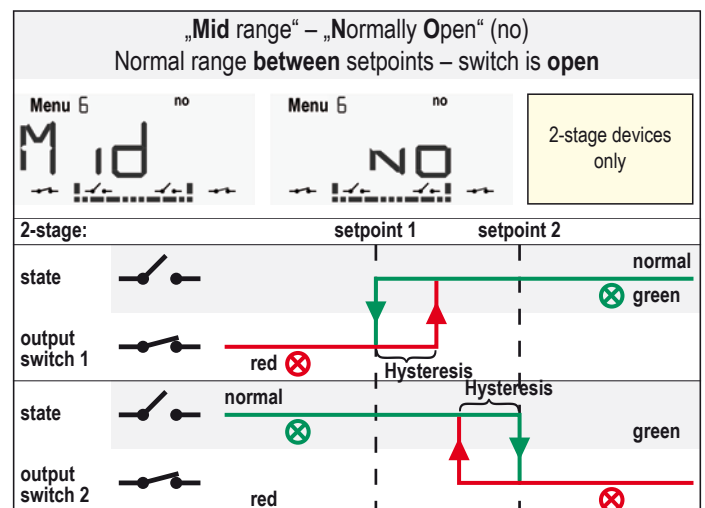 „Mid range“ – „Normally Open“ (no)
Normal range between setpoints – switch is open
Menu 6 no
Mid
Menu 6 no
NO
2-stage devices
only
2-stage: setpoint 1 setpoint 2
state normal
green
output
switch 1
red
Hysteresis
Hysteresis
state normal
green
output
switch 2
red